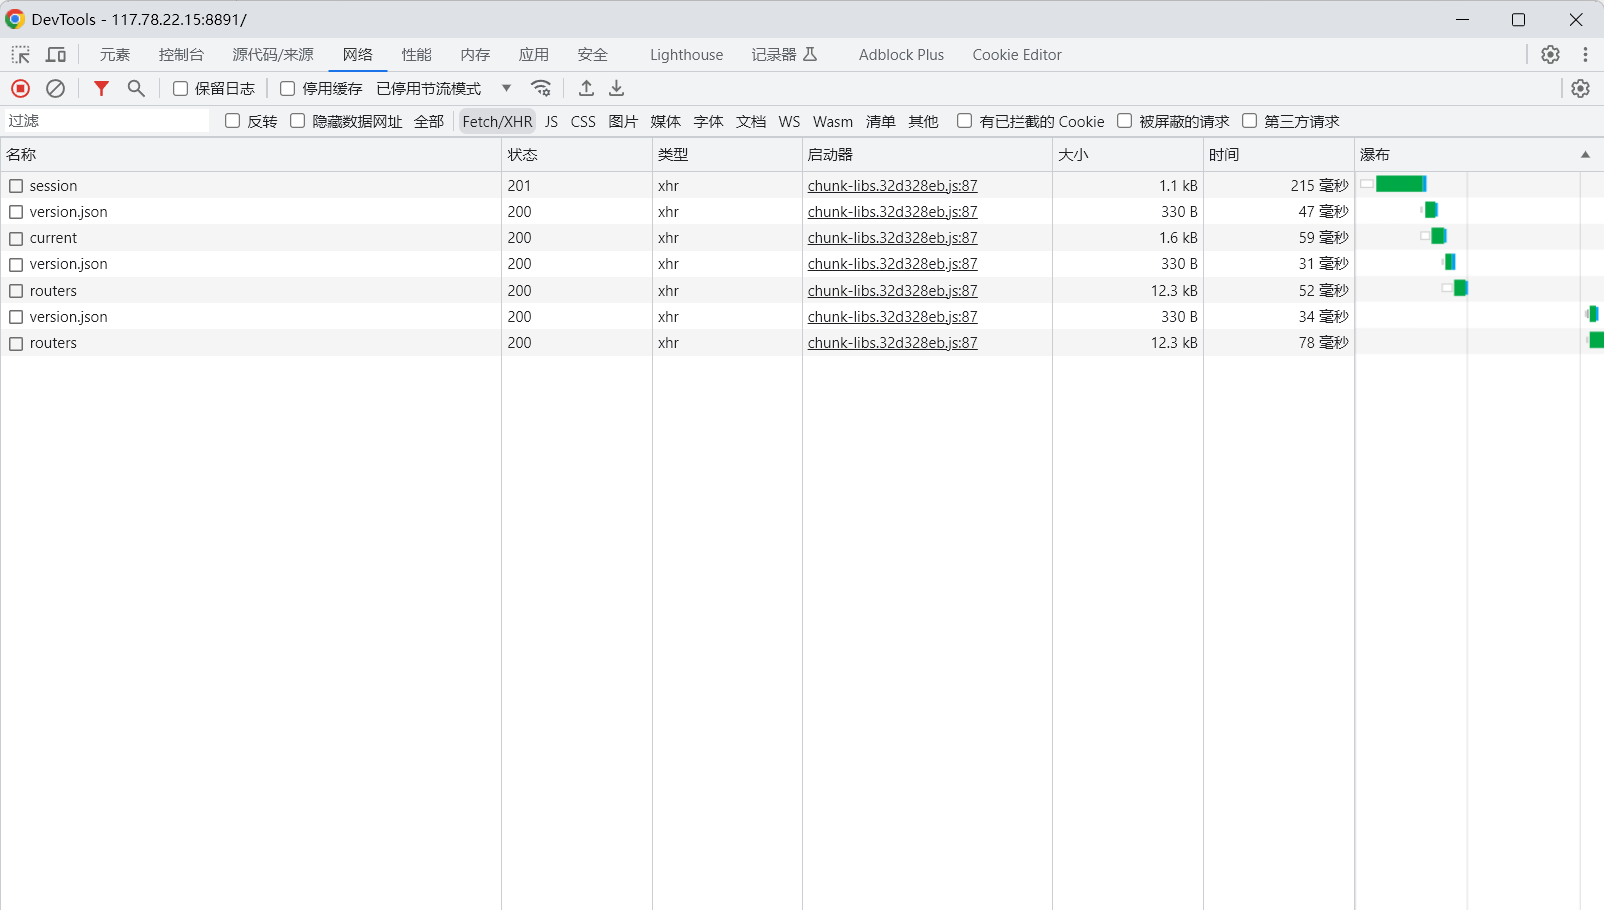 DevTools - 117.78.22.15:8891/
元素 控制台 源代码/来源 网络 性能 内存 应用 安全 Lighthouse 记录器 Adblock Plus Cookie Editor
保留日志 停用缓存 已停用节流模式
过滤 反转 隐藏数据网址 全部 Fetch/XHR JS CSS 图片 媒体 字体 文档 WS Wasm 清单 其他 有已拦截的 Cookie 被屏蔽的请求 第三方请求
名称 状态 类型 启动器 大小 时间 瀑布
session 201 xhr chunk-libs.32d328eb.js:87 1.1 kB 215 毫秒
version.json 200 xhr chunk-libs.32d328eb.js:87 330 B 47 毫秒
current 200 xhr chunk-libs.32d328eb.js:87 1.6 kB 59 毫秒
version.json 200 xhr chunk-libs.32d328eb.js:87 330 B 31 毫秒
routers 200 xhr chunk-libs.32d328eb.js:87 12.3 kB 52 毫秒
version.json 200 xhr chunk-libs.32d328eb.js:87 330 B 34 毫秒
routers 200 xhr chunk-libs.32d328eb.js:87 12.3 kB 78 毫秒